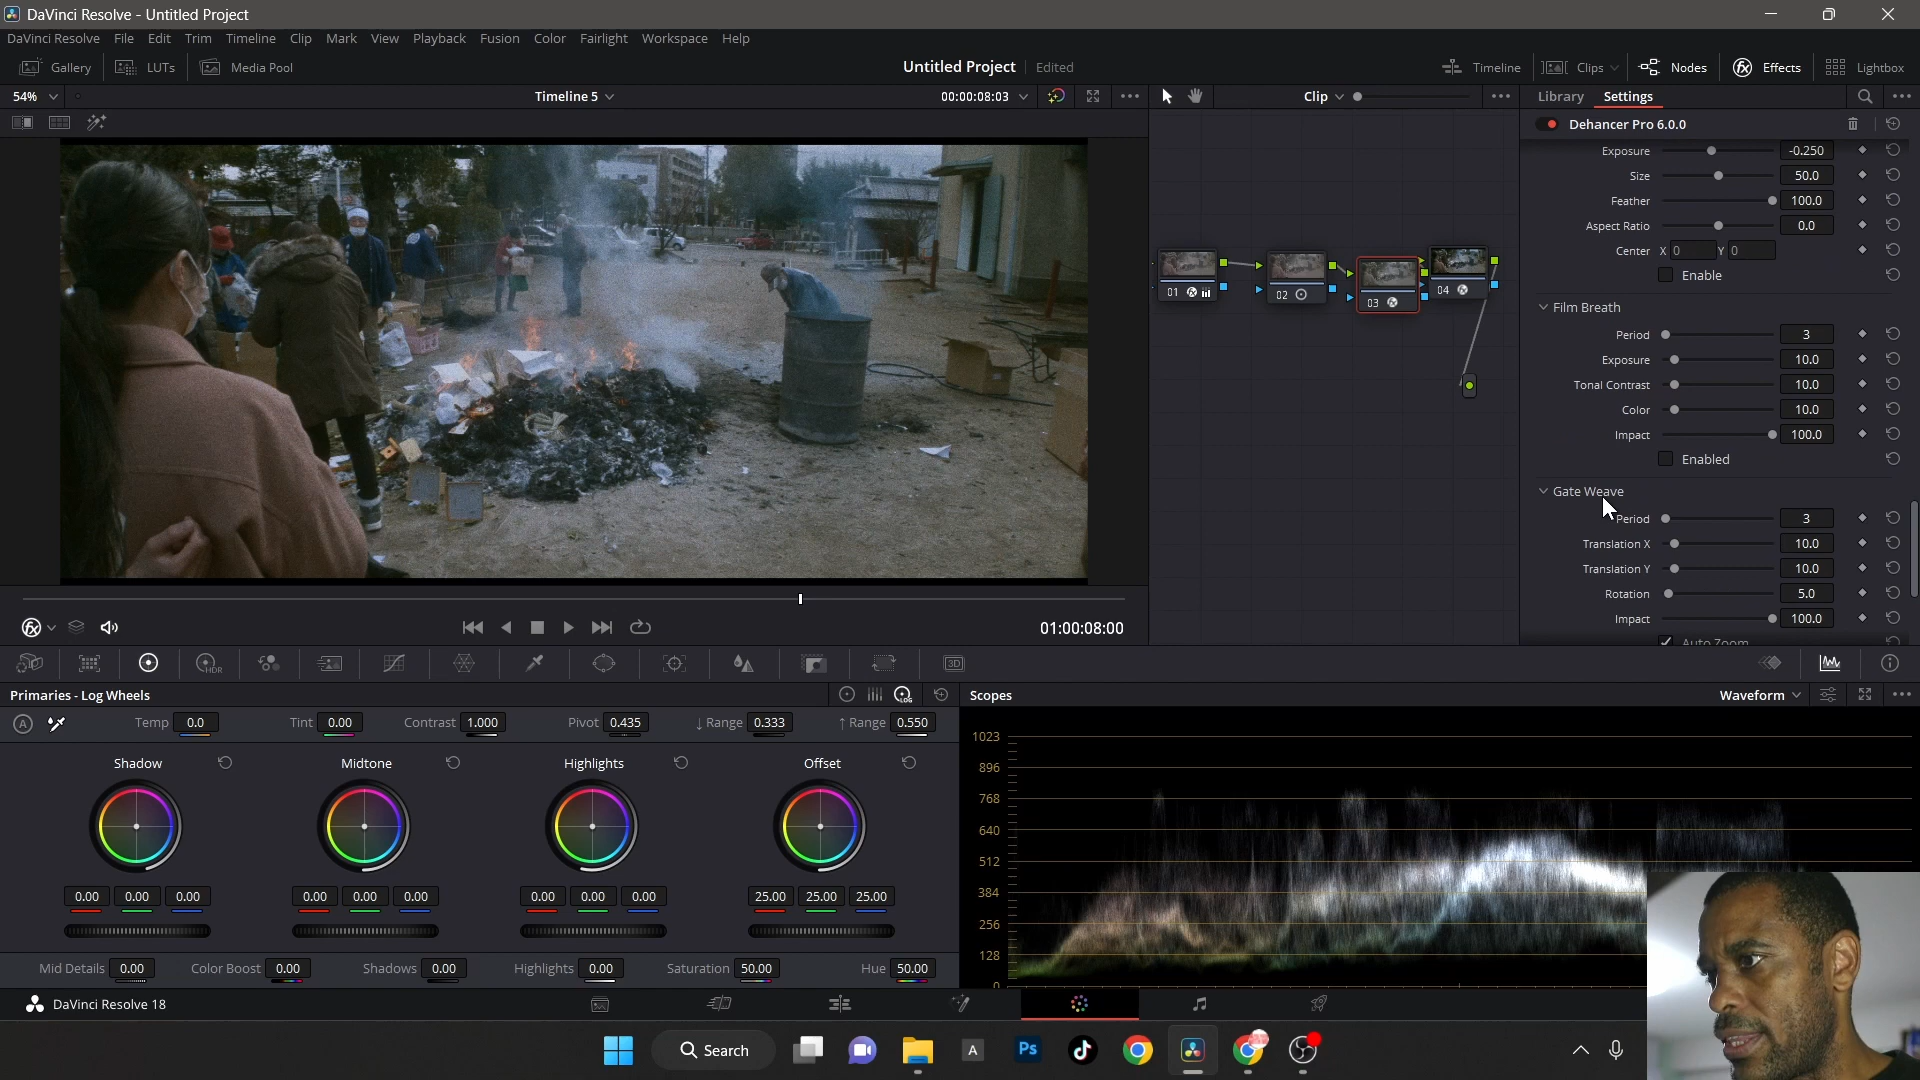 DaVinci Resolve - Untitled Project
DaVinci Resolve File Edit Trim Timeline Clip Mark View Playback Fusion Color Fairlight Workspace Help
Gallery LUTs Media Pool Untitled Project Edited Timeline Clips Nodes Effects Lightbox
54% Timeline 5 00:00:08:03 Clip Library Settings
Dehancer Pro 6.0.0
Exposure -0.250
Size 50.0
Feather 100.0
Aspect Ratio 0.0
Center X 0 Y 0
Enable
Film Breath
Period 3
Exposure 10.0
Tonal Contrast 10.0
Color 10.0
Impact 100.0
Enabled
Gate Weave
Period 3
Translation X 10.0
Translation Y 10.0
Rotation 5.0
Impact 100.0
Auto Zoom
01 02 03 04
01:00:08:00
HDR 3D
Primaries - Log Wheels LOG
A Temp 0.0 Tint 0.00 Contrast 1.000 Pivot 0.435 ↓ Range 0.333 ↑ Range 0.550
Shadow Midtone Highlights Offset
0.00 0.00 0.00 0.00 0.00 0.00 0.00 0.00 0.00 25.00 25.00 25.00
Mid Details 0.00 Color Boost 0.00 Shadows 0.00 Highlights 0.00 Saturation 50.00 Hue 50.00
Scopes Waveform
1023
896
768
640
512
384
256
128
0
DaVinci Resolve 18
Search A Ps